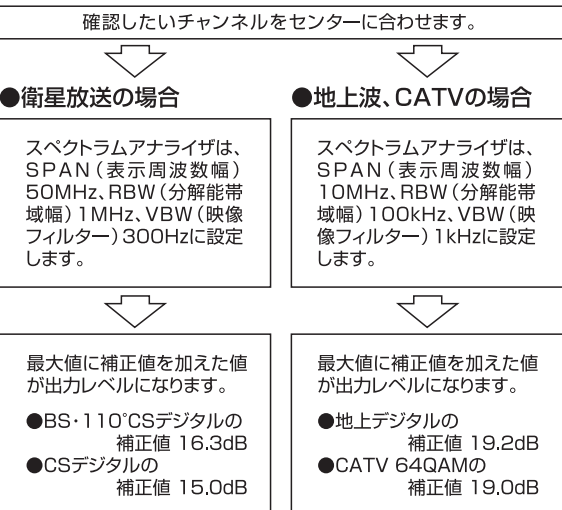 確認したいチャンネルをセンターに合わせます。
●衛星放送の場合
スペクトラムアナライザは、
SPAN(表示周波数幅)
50MHz、RBW(分解能帯
域幅)1MHz、VBW(映像
フィルター)300Hzに設定
します。
最大値に補正値を加えた値
が出力レベルになります。
●BS・110°CSデジタルの
補正値 16.3dB
●CSデジタルの
補正値 15.0dB
●地上波、CATVの場合
スペクトラムアナライザは、
SPAN(表示周波数幅)
10MHz、RBW(分解能帯
域幅)100kHz、VBW(映
像フィルター)1kHzに設定
します。
最大値に補正値を加えた値
が出力レベルになります。
●地上デジタルの
補正値 19.2dB
●CATV 64QAMの
補正値 19.0dB